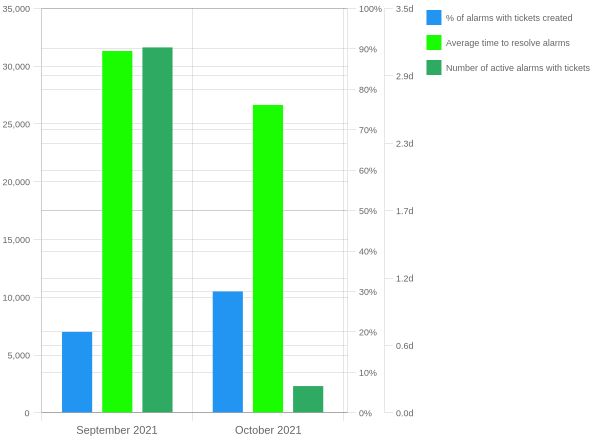 35,000
30,000
25,000
20,000
15,000
10,000
5,000
0
100%
90%
80%
70%
60%
50%
40%
30%
20%
10%
0%
3.5d
2.9d
2.3d
1.7d
1.2d
0.6d
0.0d
% of alarms with tickets created
Average time to resolve alarms
Number of active alarms with tickets
September 2021
October 2021